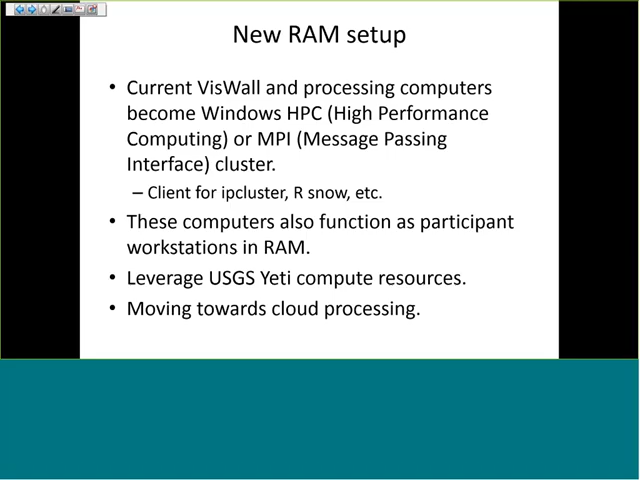 New RAM setup
• Current VisWall and processing computers
become Windows HPC (High Performance
Computing) or MPI (Message Passing
Interface) cluster.
– Client for ipcluster, R snow, etc.
• These computers also function as participant
workstations in RAM.
• Leverage USGS Yeti compute resources.
• Moving towards cloud processing.